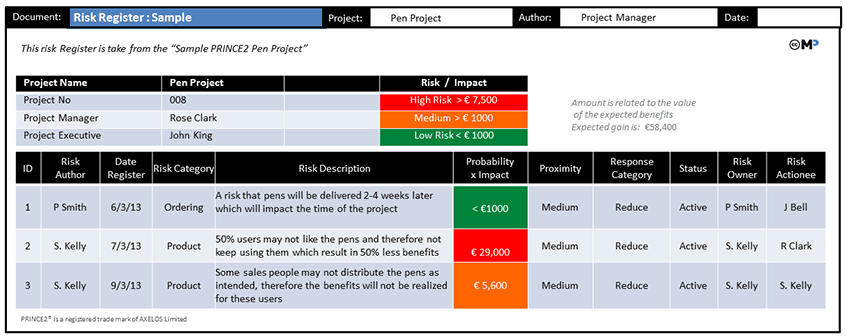 Document: Risk Register : Sample Project: Pen Project Author: Project Manager Date:
This risk Register is take from the “Sample PRINCE2 Pen Project”
cc MP
Project Name Pen Project Risk / Impact
Project No 008 High Risk > € 7,500
Project Manager Rose Clark Medium > € 1000
Project Executive John King Low Risk < € 1000
Amount is related to the value
of the expected benefits
Expected gain is: €58,400
ID Risk Author Date Register Risk Category Risk Description Probability x Impact Proximity Response Category Status Risk Owner Risk Actionee
1 P Smith 6/3/13 Ordering A risk that pens will be delivered 2-4 weeks later
which will impact the time of the project < €1000 Medium Reduce Active P Smith J Bell
2 S. Kelly 7/3/13 Product 50% users may not like the pens and therefore not
keep using them which result in 50% less benefits € 29,000 Medium Reduce Active S. Kelly R Clark
3 S. Kelly 9/3/13 Product Some sales people may not distribute the pens as
intended, therefore the benefits will not be realized
for these users € 5,600 Medium Reduce Active S. Kelly S. Kelly
PRINCE2® is a registered trade mark of AXELOS Limited